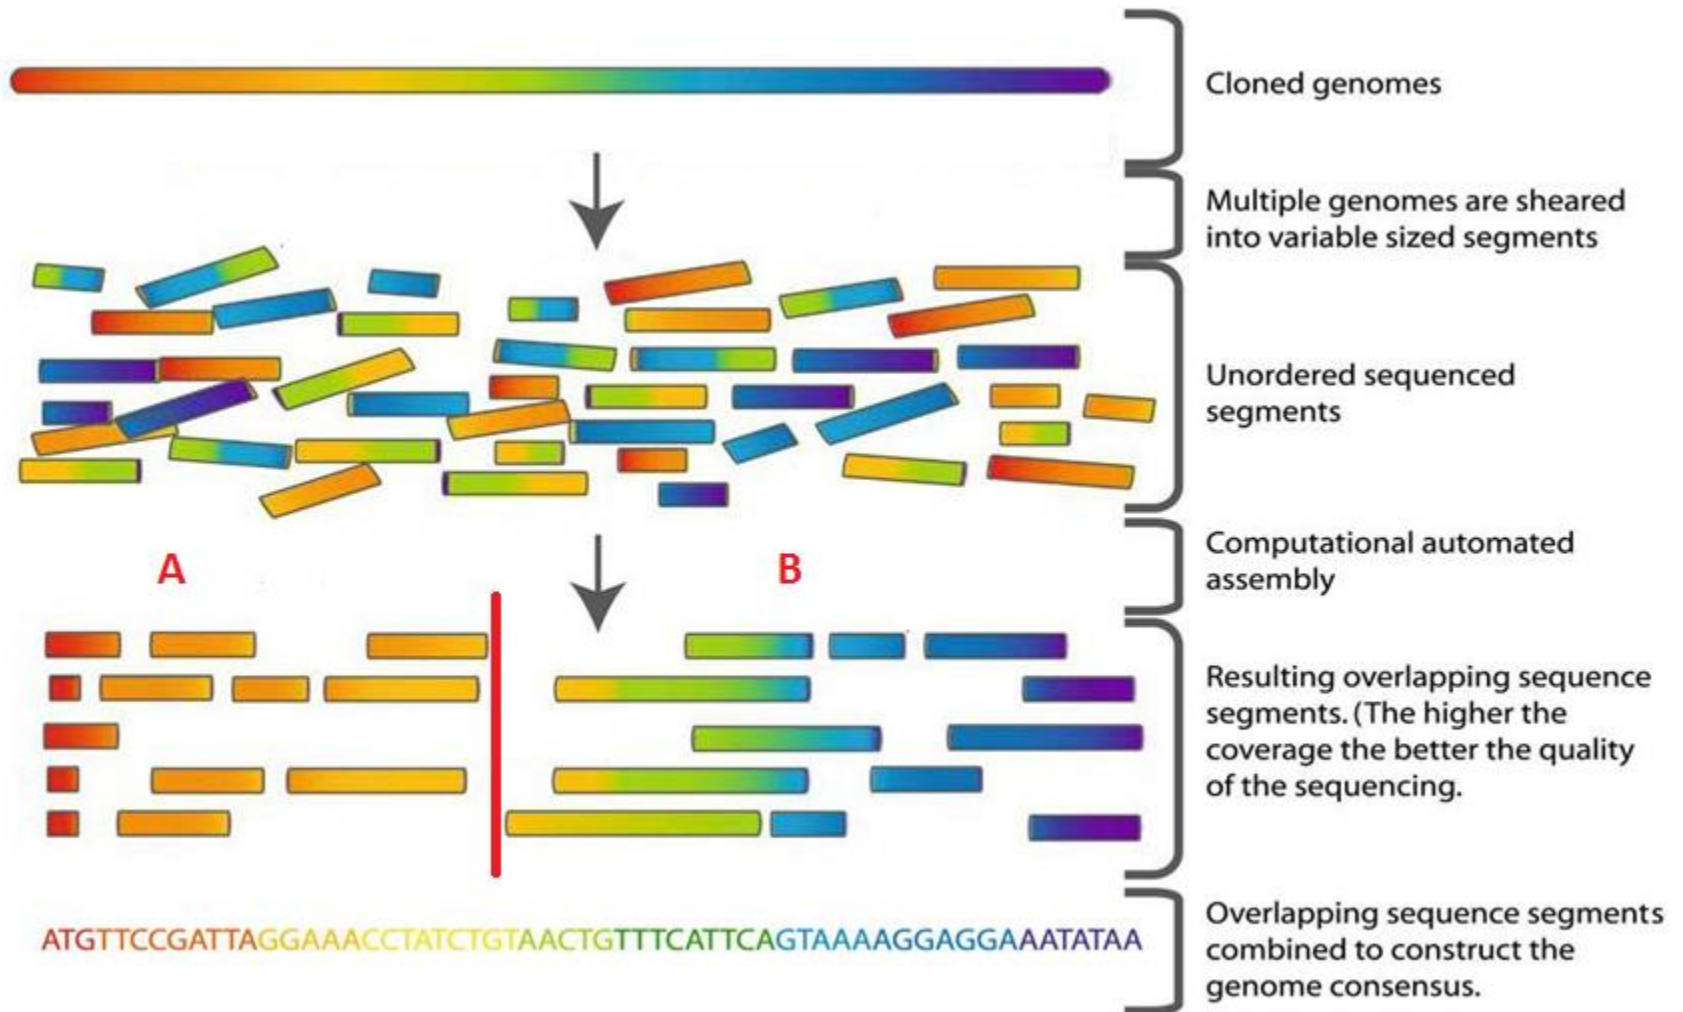 Cloned genomes
Multiple genomes are sheared
into variable sized segments
Unordered sequenced
segments
A
B
Computational automated
assembly
Resulting overlapping sequence
segments. (The higher the
coverage the better the quality
of the sequencing.
ATGTTCCGATTAGGAAACCTATCTGTAACTGTTTCATTCAGTAAAAGGAGGAAATATAA
Overlapping sequence segments
combined to construct the
genome consensus.